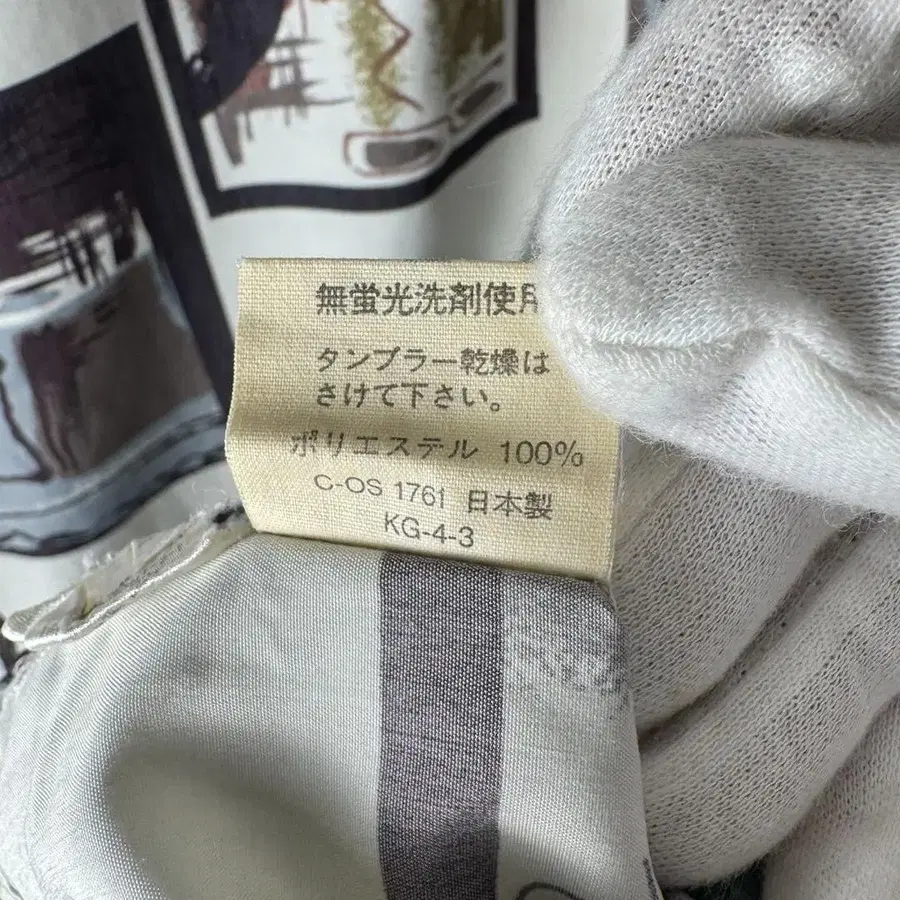 無蛍光洗剤使用
タンブラー乾燥は
さけて下さい。
ポリエステル 100%
C-OS 1761 日本製
KG-4-3